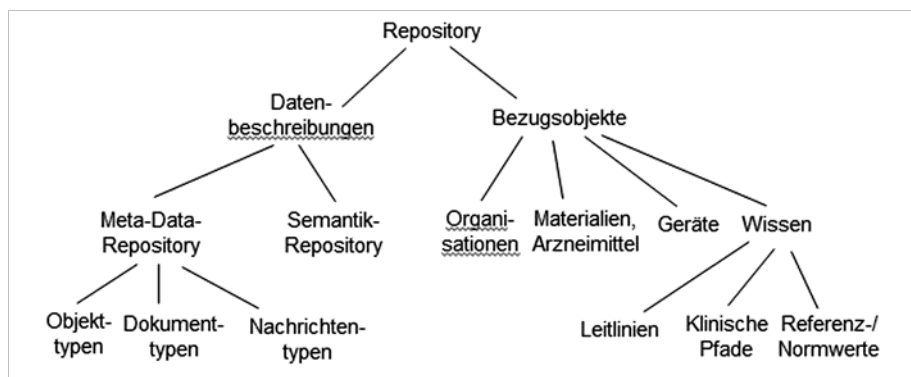 Repository
Daten-
beschreibungen
Bezugsobjekte
Meta-Data-
Repository
Semantik-
Repository
Organi-
sationen
Materialien,
Arzneimittel
Geräte
Wissen
Objekt-
typen
Dokument-
typen
Nachrichten-
typen
Leitlinien
Klinische
Pfade
Referenz-/
Normwerte